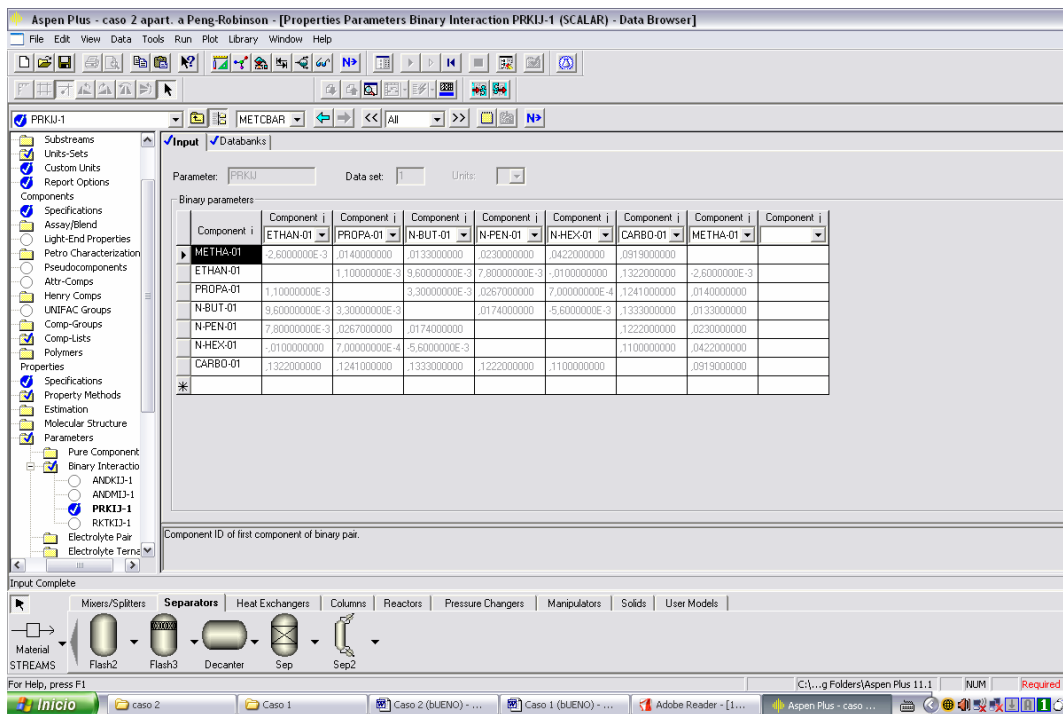 Aspen Plus - caso 2 apart. a Peng-Robinson - [Properties Parameters Binary Interaction PRKIJ-1 (SCALAR) - Data Browser]
File Edit View Data Tools Run Plot Library Window Help
N>
PRKIJ-1 METCBAR << All >> N>
Substreams
Units-Sets
Custom Units
Report Options
Components
Specifications
Assay/Blend
Light-End Properties
Petro Characterization
Pseudocomponents
Attr-Comps
Henry Comps
UNIFAC Groups
Comp-Groups
Comp-Lists
Polymers
Properties
Specifications
Property Methods
Estimation
Molecular Structure
Parameters
Pure Component
Binary Interactio
ANDKIJ-1
ANDMIJ-1
PRKIJ-1
RKTKIJ-1
Electrolyte Pair
Electrolyte Terna
Input Databanks
Parameter: PRKIJ Data set: 1 Units:
Binary parameters
Component i Component j Component j Component j Component j Component j Component j Component j Component j
ETHAN-01 PROPA-01 N-BUT-01 N-PEN-01 N-HEX-01 CARBO-01 METHA-01
METHA-01 -2,6000000E-3 ,0140000000 ,0133000000 ,0230000000 ,0422000000 ,0919000000
ETHAN-01 1,10000000E-3 9,60000000E-3 7,80000000E-3 -,0100000000 ,1322000000 -2,6000000E-3
PROPA-01 1,10000000E-3 3,30000000E-3 ,0267000000 7,00000000E-4 ,1241000000 ,0140000000
N-BUT-01 9,60000000E-3 3,30000000E-3 ,0174000000 -5,6000000E-3 ,1333000000 ,0133000000
N-PEN-01 7,80000000E-3 ,0267000000 ,0174000000 ,1222000000 ,0230000000
N-HEX-01 -,0100000000 7,00000000E-4 -5,6000000E-3 ,1100000000 ,0422000000
CARBO-01 ,1322000000 ,1241000000 ,1333000000 ,1222000000 ,1100000000 ,0919000000
Component ID of first component of binary pair.
Input Complete
Mixers/Splitters Separators Heat Exchangers Columns Reactors Pressure Changers Manipulators Solids User Models
Material
STREAMS Flash2 Flash3 Decanter Sep Sep2
For Help, press F1 C:\...g Folders\Aspen Plus 11.1 NUM Required
Inicio caso 2 Caso 1 Caso 2 (bUENO) - ... Caso 1 (bUENO) - ... Adobe Reader - [1... Aspen Plus - caso ...